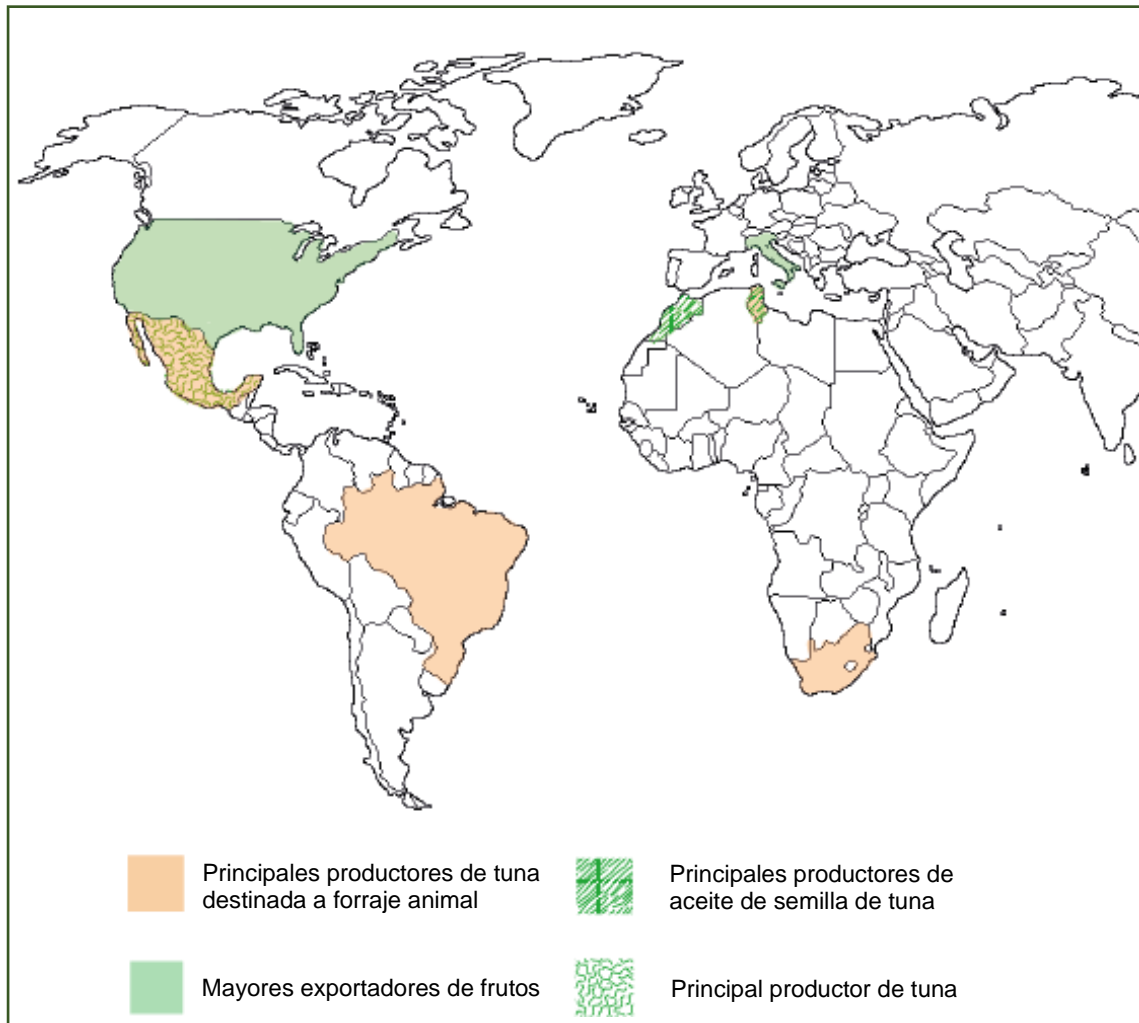 Principales productores de tuna
destinada a forraje animal
Principales productores de
aceite de semilla de tuna
Mayores exportadores de frutos
Principal productor de tuna